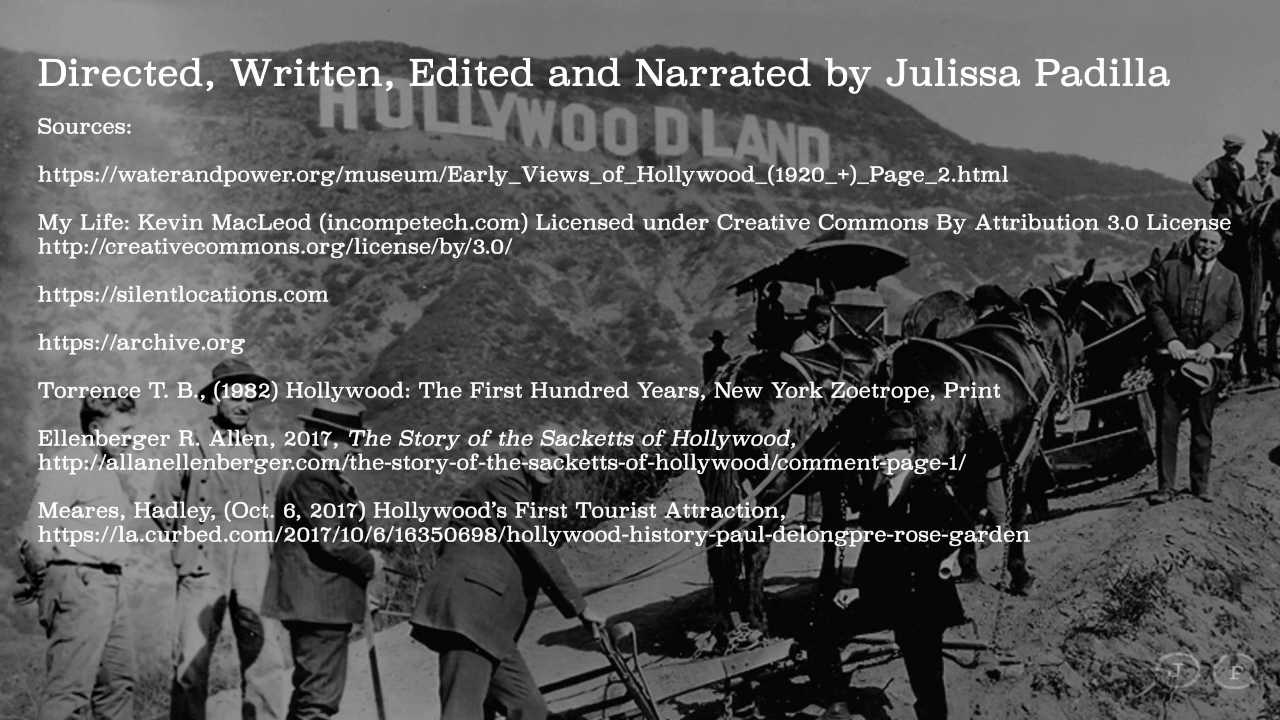 Directed, Written, Edited and Narrated by Julissa Padilla
HOLLYWOODLAND
Sources:
https://waterandpower.org/museum/Early_Views_of_Hollywood_(1920_+)_Page_2.html
My Life: Kevin MacLeod (incompetech.com) Licensed under Creative Commons By Attribution 3.0 License
http://creativecommons.org/license/by/3.0/
https://silentlocations.com
https://archive.org
Torrence T. B., (1982) Hollywood: The First Hundred Years, New York Zoetrope, Print
Ellenberger R. Allen, 2017, The Story of the Sacketts of Hollywood,
http://allanellenberger.com/the-story-of-the-sacketts-of-hollywood/comment-page-1/
Meares, Hadley, (Oct. 6, 2017) Hollywood’s First Tourist Attraction,
https://la.curbed.com/2017/10/6/16350698/hollywood-history-paul-delongpre-rose-garden
J F